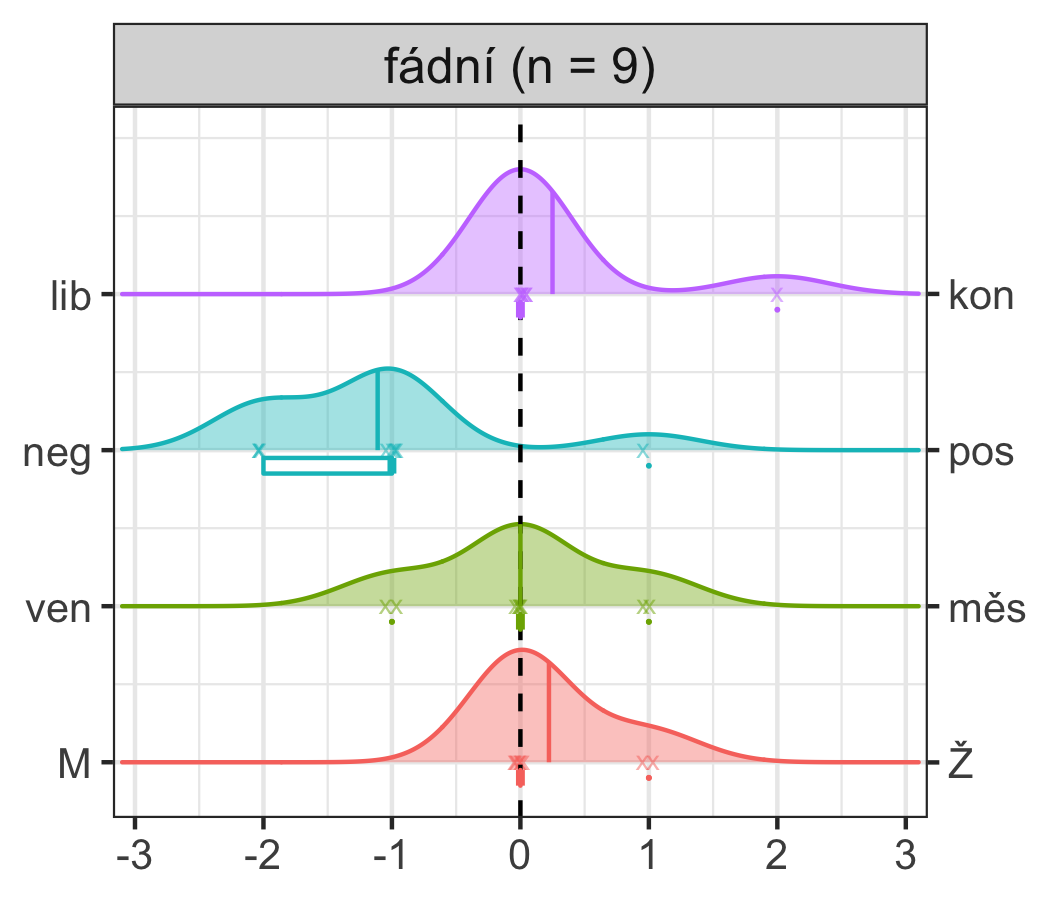 fádní (n = 9)
lib kon
neg pos
ven měs
M Ž
-3 -2 -1 0 1 2 3